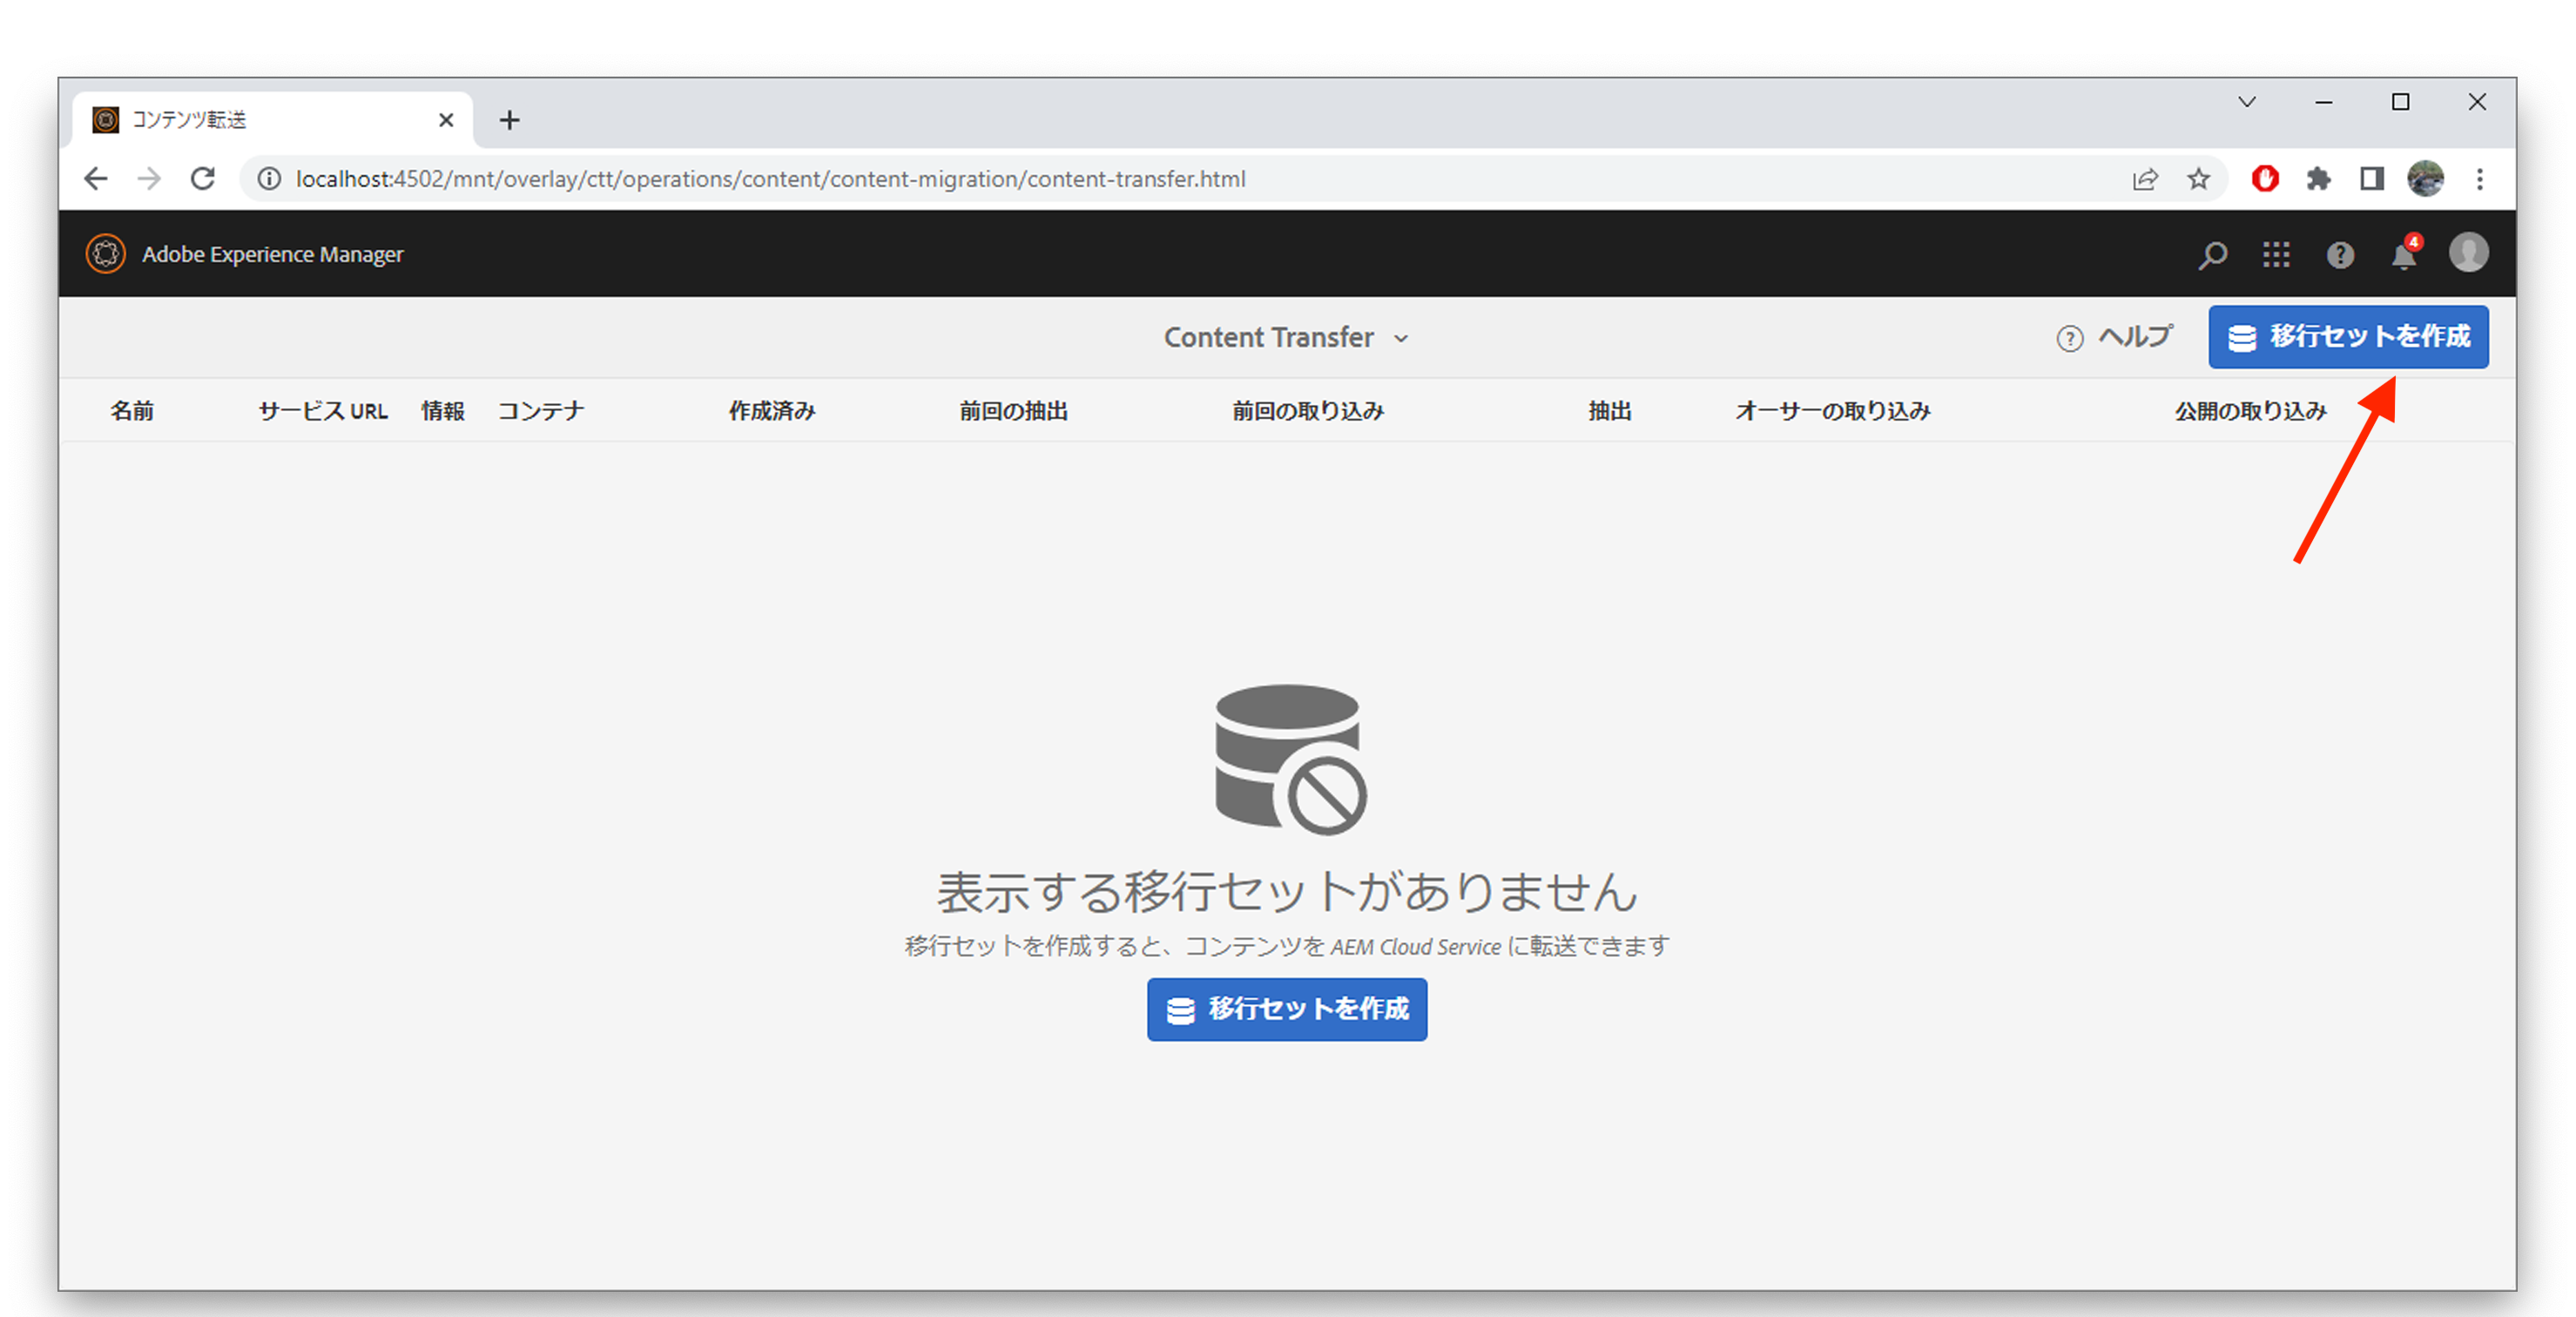 コンテンツ転送
localhost:4502/mnt/overlay/ctt/operations/content/content-migration/content-transfer.html
Adobe Experience Manager
4
Content Transfer
ヘルプ
移行セットを作成
名前 サービス URL 情報 コンテナ 作成済み 前回の抽出 前回の取り込み 抽出 オーサーの取り込み 公開の取り込み
表示する移行セットがありません
移行セットを作成すると、コンテンツを AEM Cloud Service に転送できます
移行セットを作成